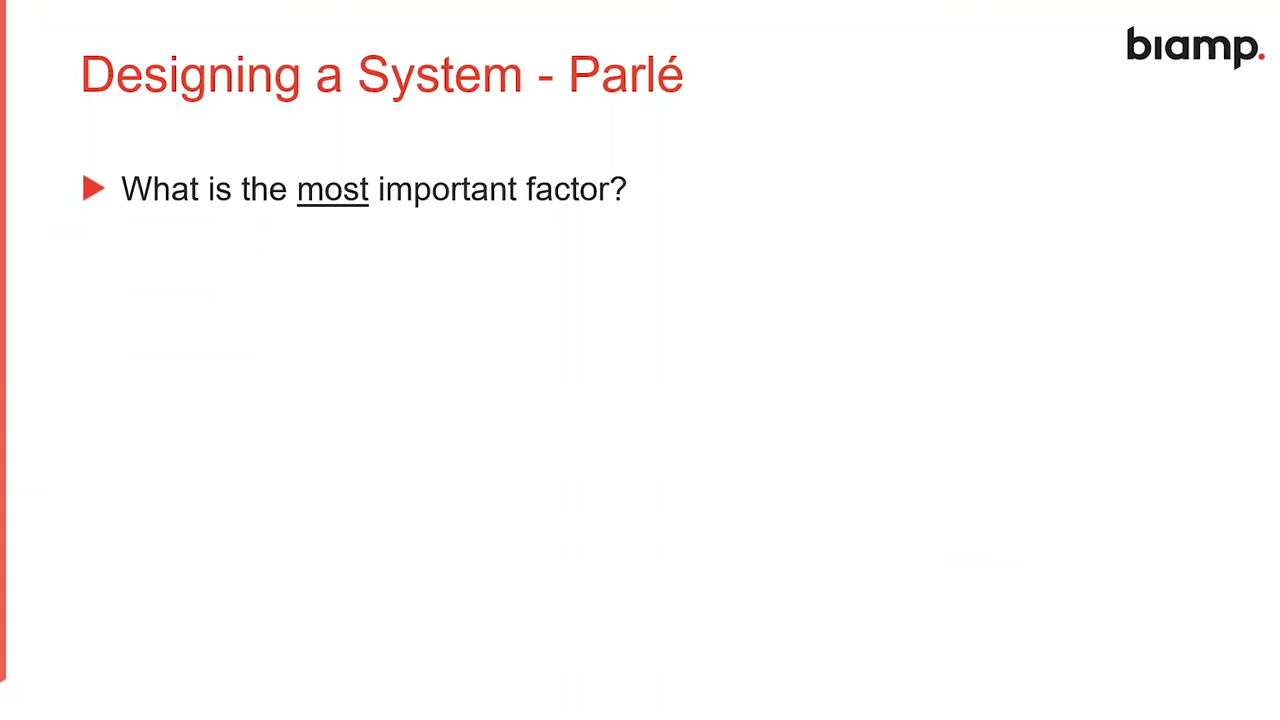 biamp.
Designing a System - Parlé
What is the most important factor?